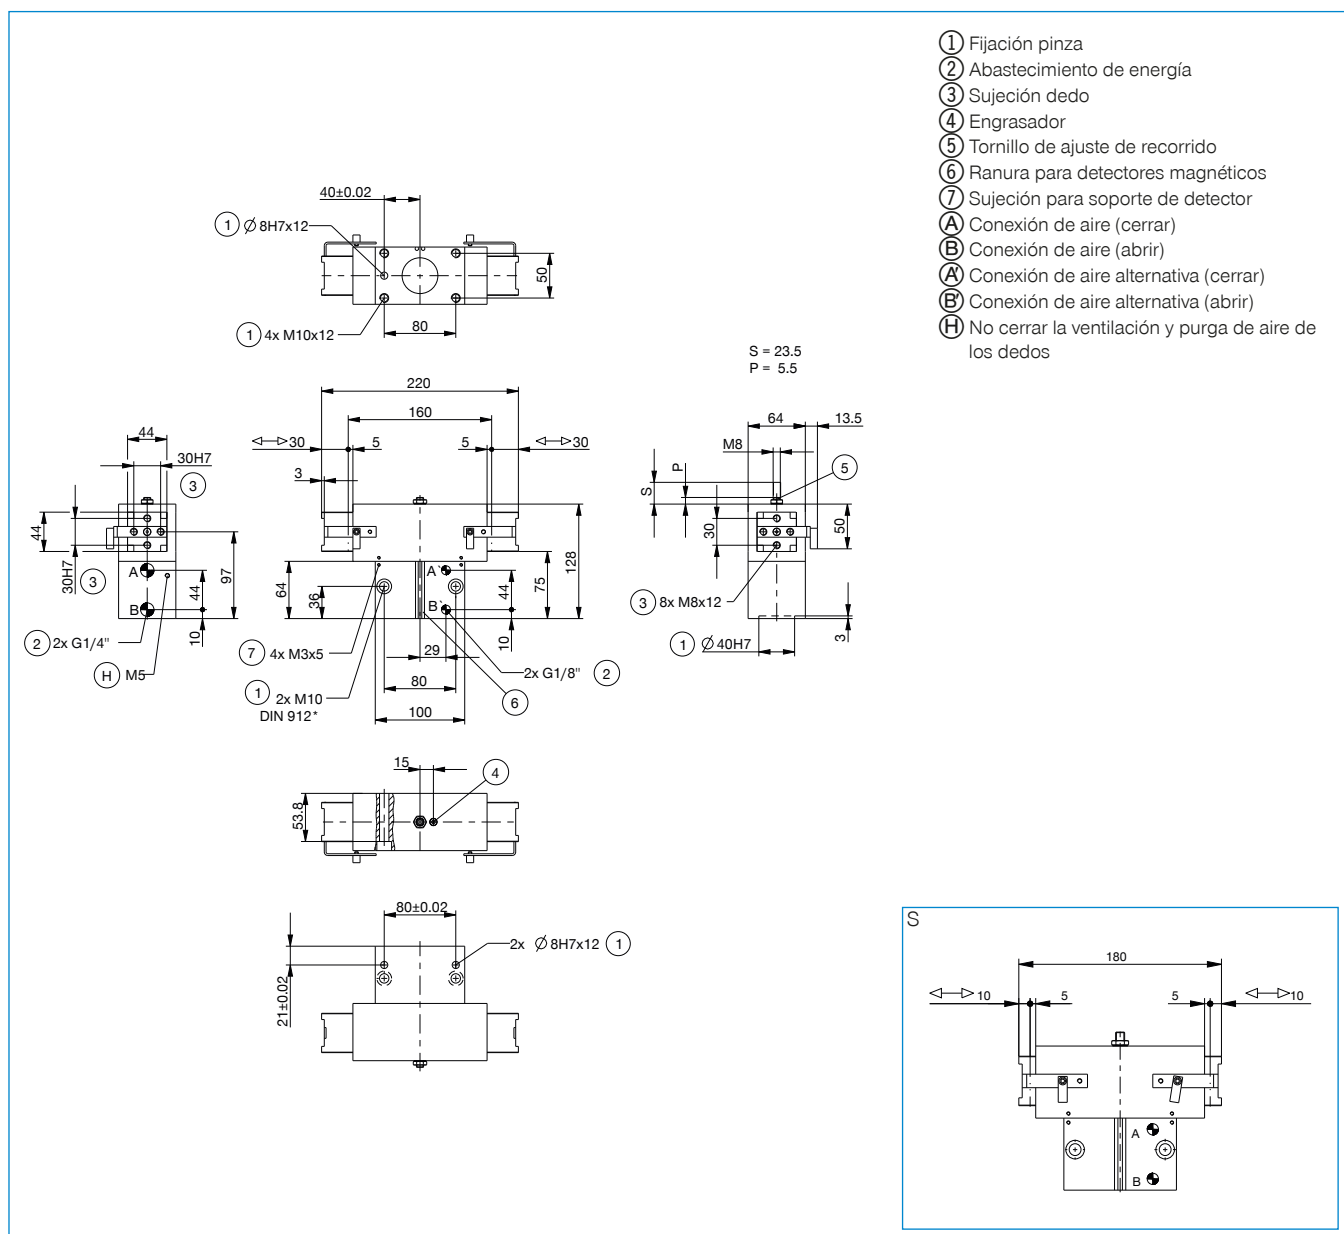 1 Fijación pinza
2 Abastecimiento de energía
3 Sujeción dedo
4 Engrasador
5 Tornillo de ajuste de recorrido
6 Ranura para detectores magnéticos
7 Sujeción para soporte de detector
A Conexión de aire (cerrar)
B Conexión de aire (abrir)
A' Conexión de aire alternativa (cerrar)
B' Conexión de aire alternativa (abrir)
H No cerrar la ventilación y purga de aire de
los dedos
40±0.02
1 Ø 8H7x12
50
80
1 4x M10x12
S = 23.5
P = 5.5
44
30H7
3
44
30H7
3
A
B
97
44
10
2 2x G1/4"
H M5
220
160
30
5
5
30
3
64
36
A`
B`
128
75
44
10
7 4x M3x5
29
2x G1/8" 2
1 2x M10
DIN 912*
80
6
100
64
13.5
M8
P
S
5
30
50
3 8x M8x12
1 Ø 40H7
3
15
4
53.8
80±0.02
2x Ø 8H7x12 1
21±0.02
S
180
10
5
5
10
A
B